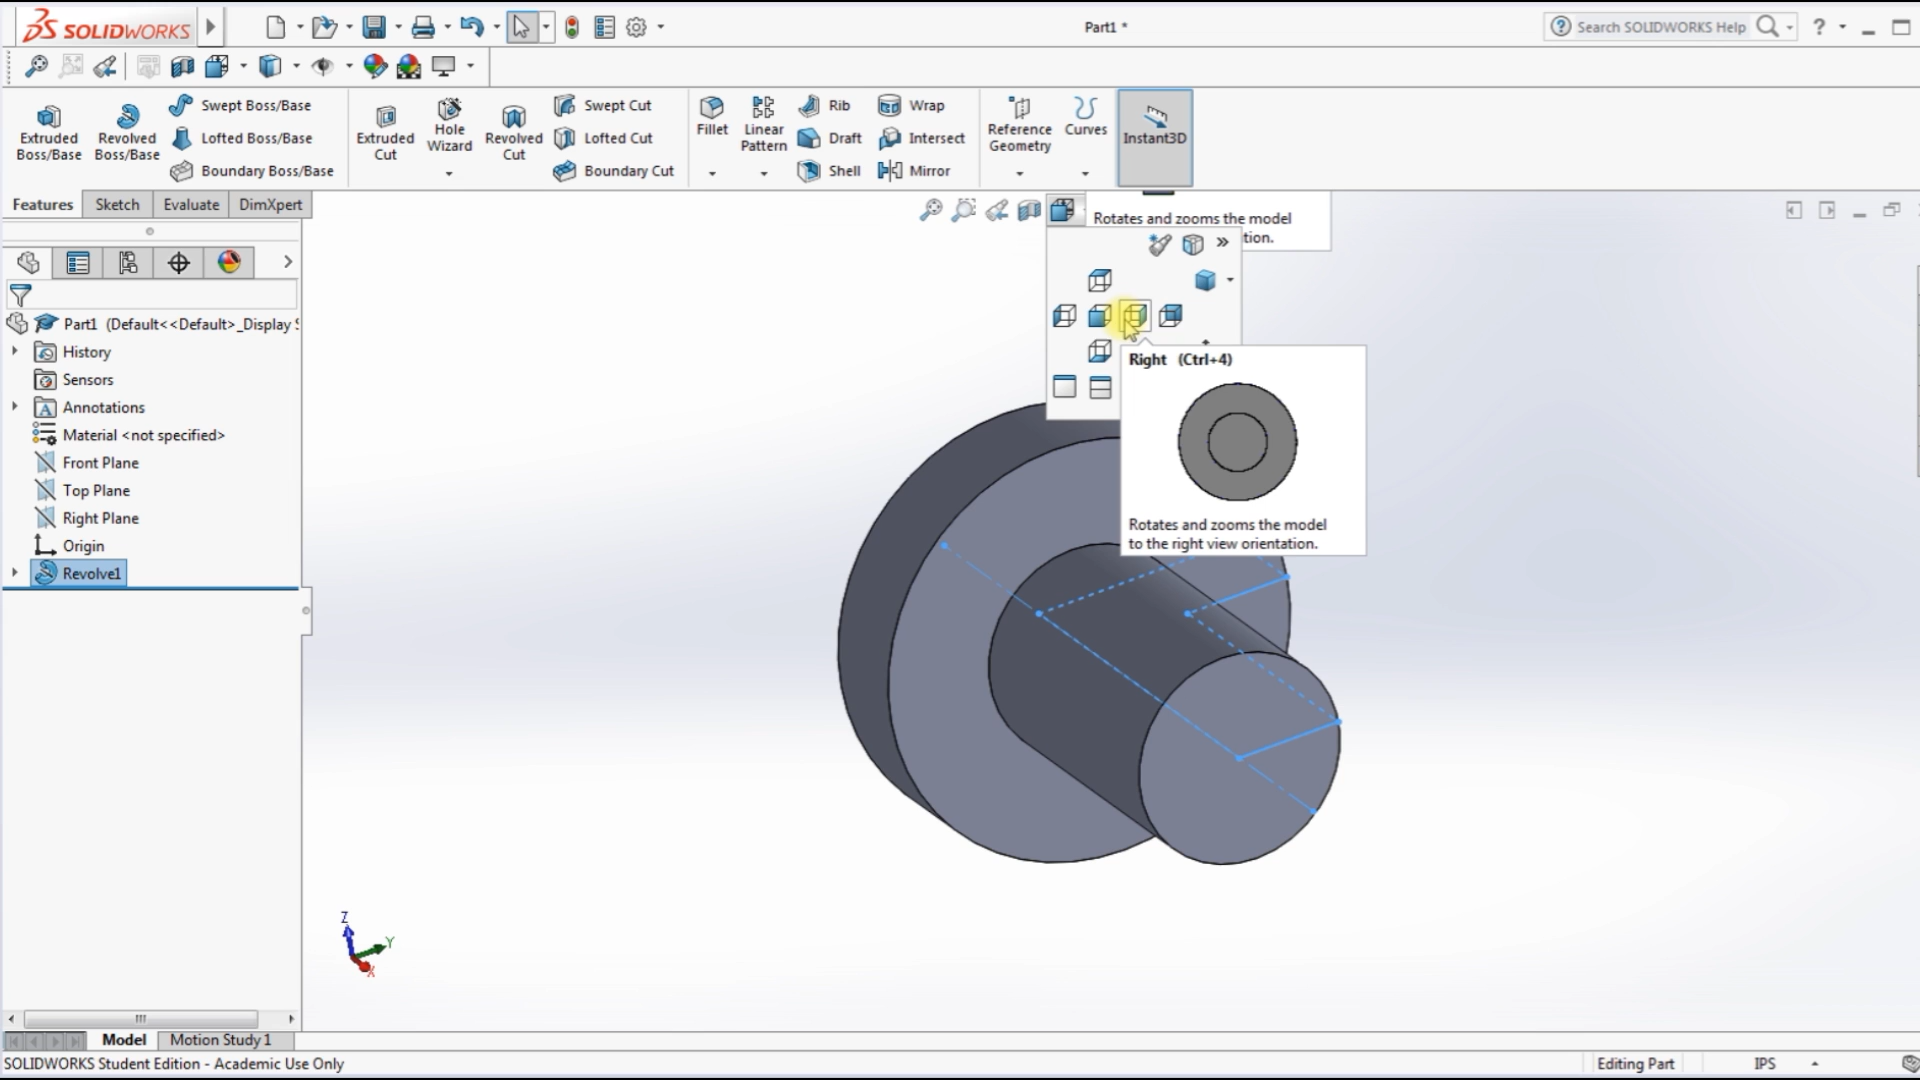 SOLIDWORKS
Part1 *
Search SOLIDWORKS Help
?
Extruded
Boss/Base
Revolved
Boss/Base
Swept Boss/Base
Lofted Boss/Base
Boundary Boss/Base
Extruded
Cut
Hole
Wizard
Revolved
Cut
Swept Cut
Lofted Cut
Boundary Cut
Fillet
Linear
Pattern
Rib
Draft
Shell
Wrap
Intersect
Mirror
Reference
Geometry
Curves
Instant3D
Features
Sketch
Evaluate
DimXpert
Rotates and zooms the model
tion.
Part1 (Default<<Default>_Display
History
Sensors
Annotations
Material <not specified>
Front Plane
Top Plane
Right Plane
Origin
Revolve1
Right (Ctrl+4)
Rotates and zooms the model
to the right view orientation.
Z
Y
X
Model
Motion Study 1
SOLIDWORKS Student Edition - Academic Use Only
Editing Part
IPS